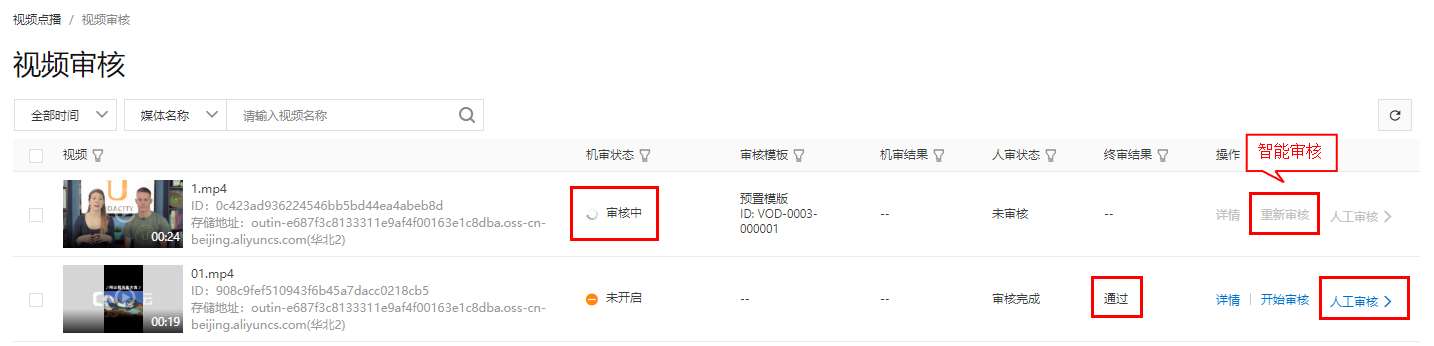 视频点播 / 视频审核
视频审核
全部时间
媒体名称
请输入视频名称
视频
机审状态
审核模板
机审结果
人审状态
终审结果
操作
智能审核
1.mp4
ID：0c423ad936224546bb5bd44ea4abeb8d
存储地址：outin-e687f3c8133311e9af4f00163e1c8dba.oss-cn-
beijing.aliyuncs.com(华北2)
00:24
审核中
预置模版
ID: VOD-0003-
000001
--
未审核
--
详情
重新审核
人工审核
01.mp4
ID：908c9fef510943f6b45a7dacc0218cb5
存储地址：outin-e687f3c8133311e9af4f00163e1c8dba.oss-cn-
beijing.aliyuncs.com(华北2)
00:19
未开启
--
--
审核完成
通过
详情
开始审核
人工审核